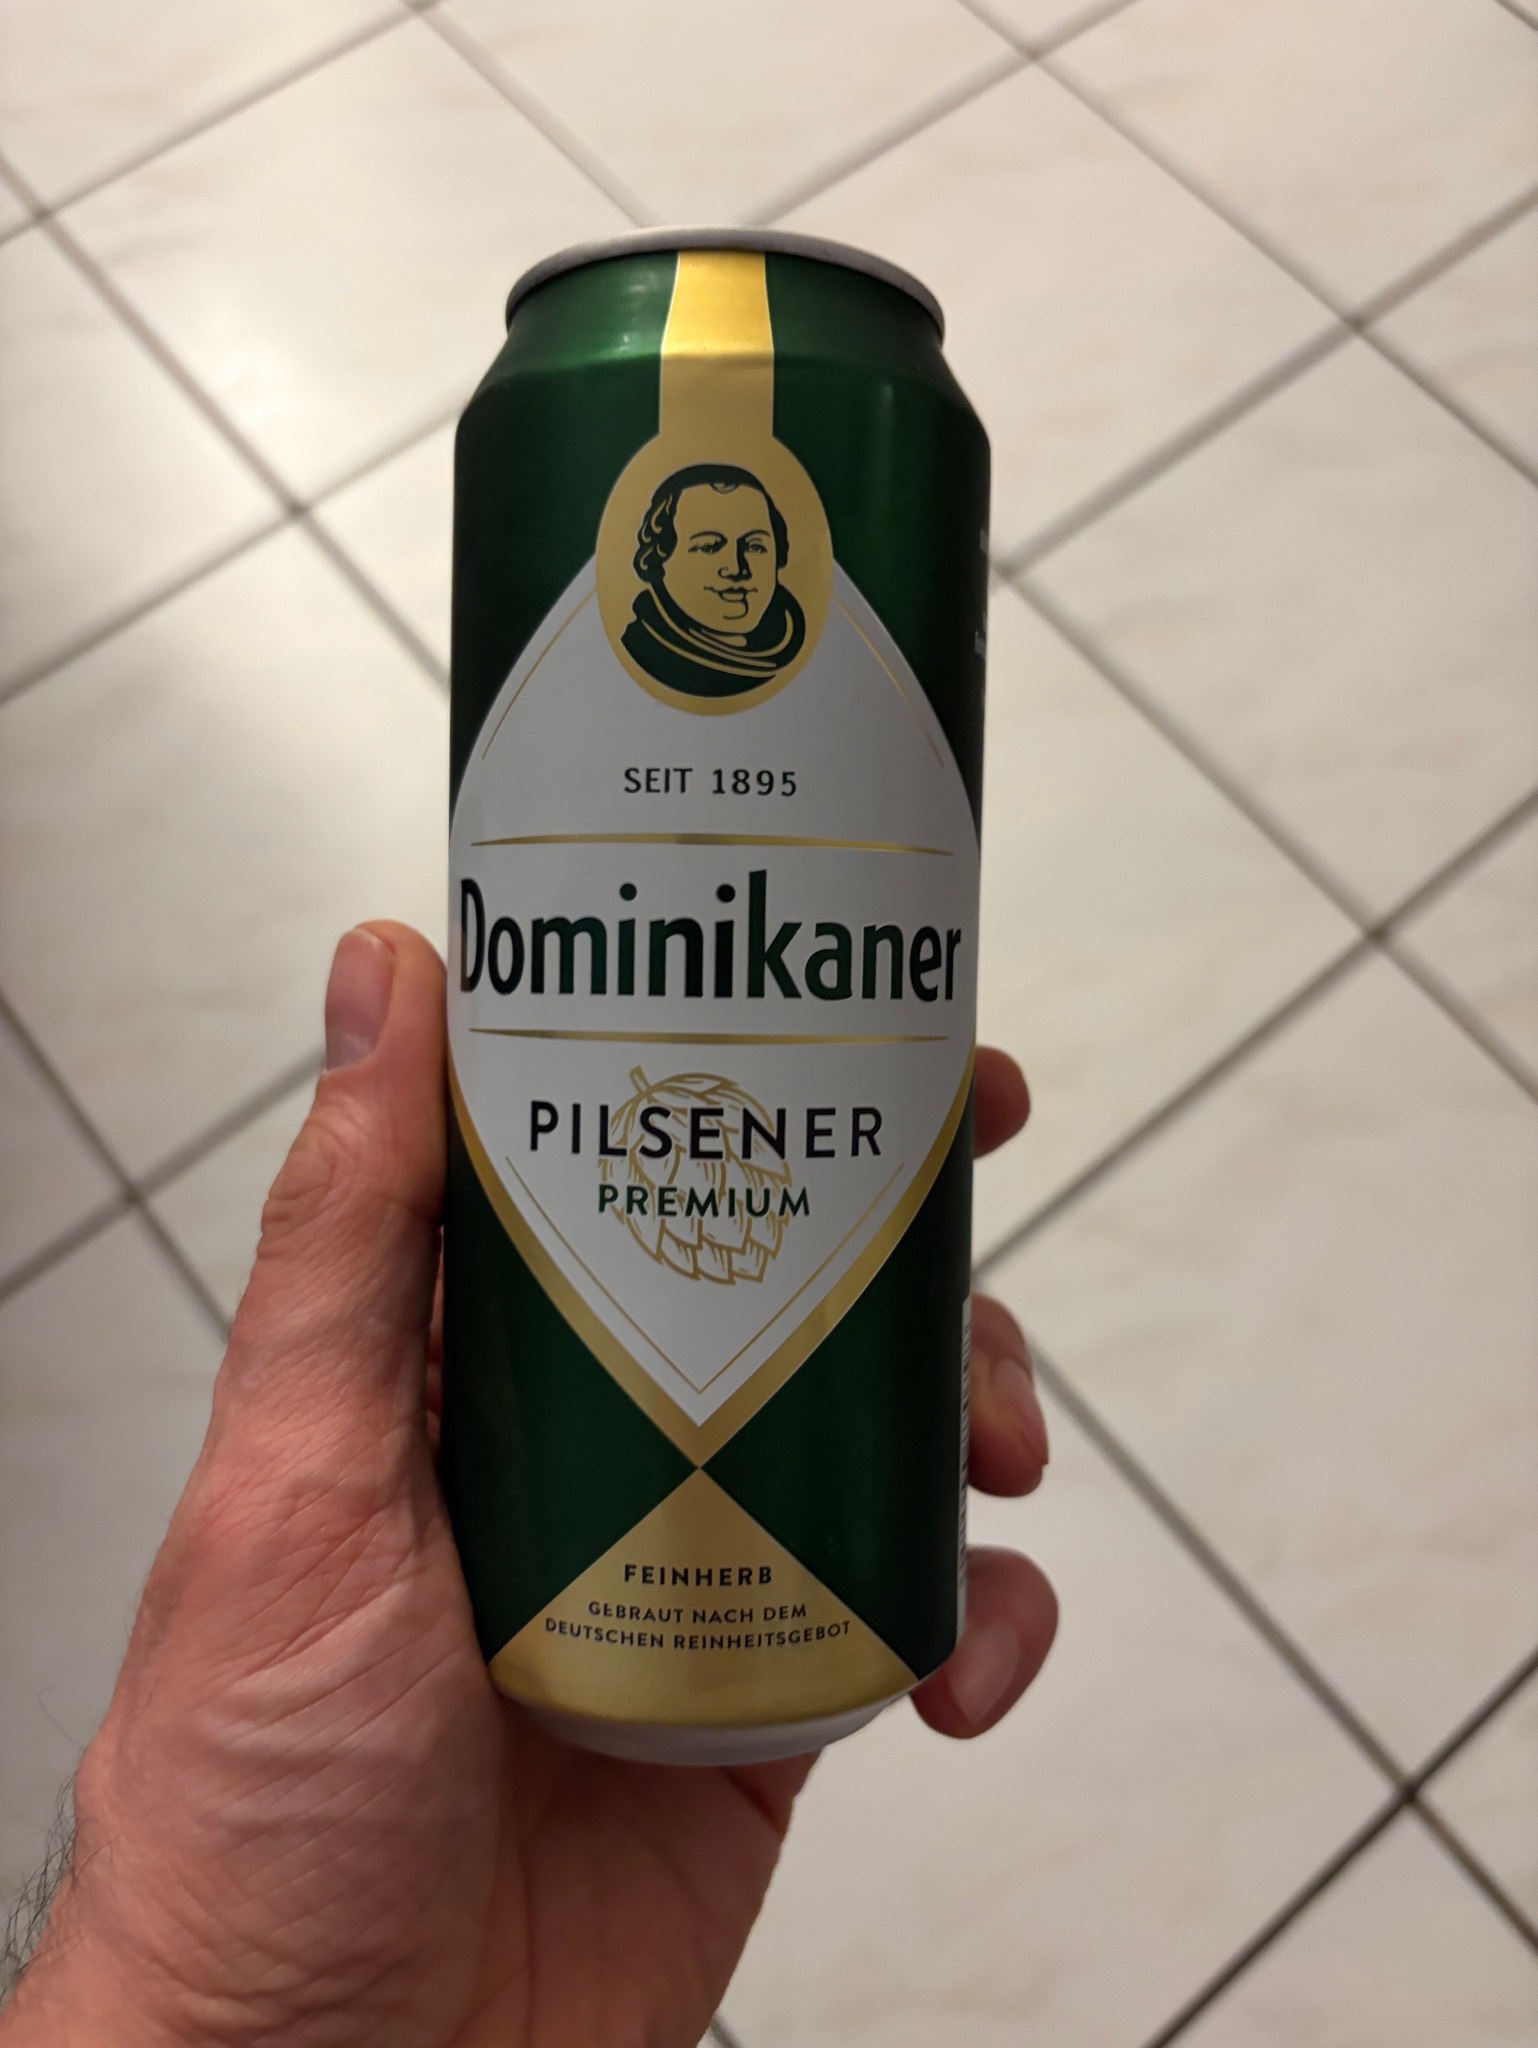 SEIT 1895
Dominikaner
PILSENER
PREMIUM
FEINHERB
GEBRAUT NACH DEM
DEUTSCHEN REINHEITSGEBOT